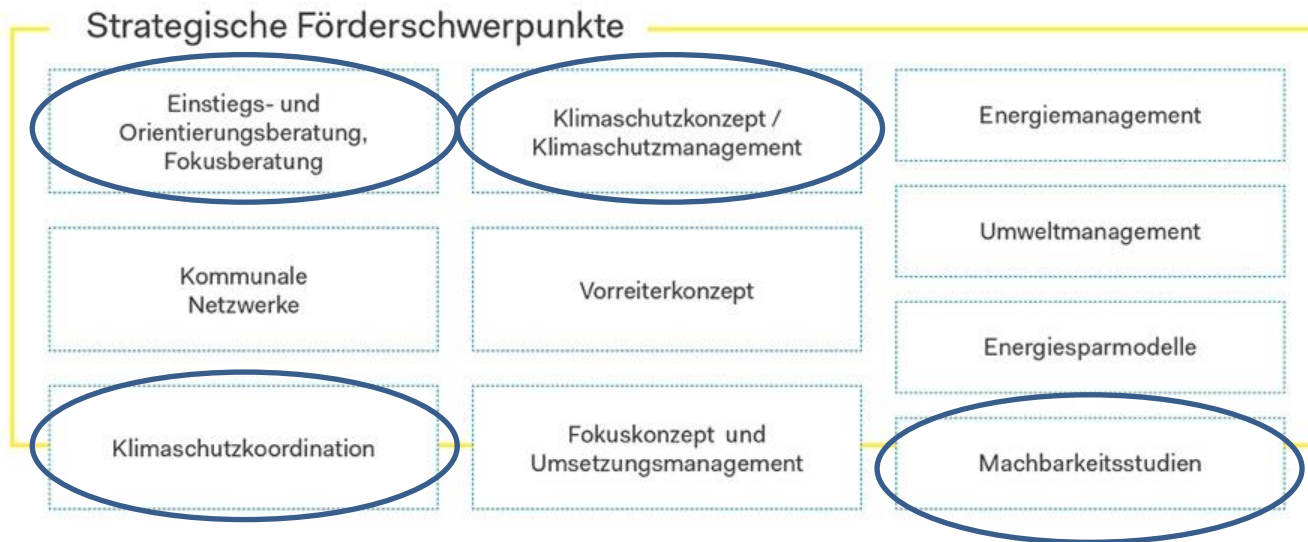 Strategische Förderschwerpunkte
Einstiegs- und
Orientierungsberatung,
Fokusberatung
Klimaschutzkonzept /
Klimaschutzmanagement
Energiemanagement
Umweltmanagement
Kommunale
Netzwerke
Vorreiterkonzept
Energiesparmodelle
Klimaschutzkoordination
Fokuskonzept und
Umsetzungsmanagement
Machbarkeitsstudien